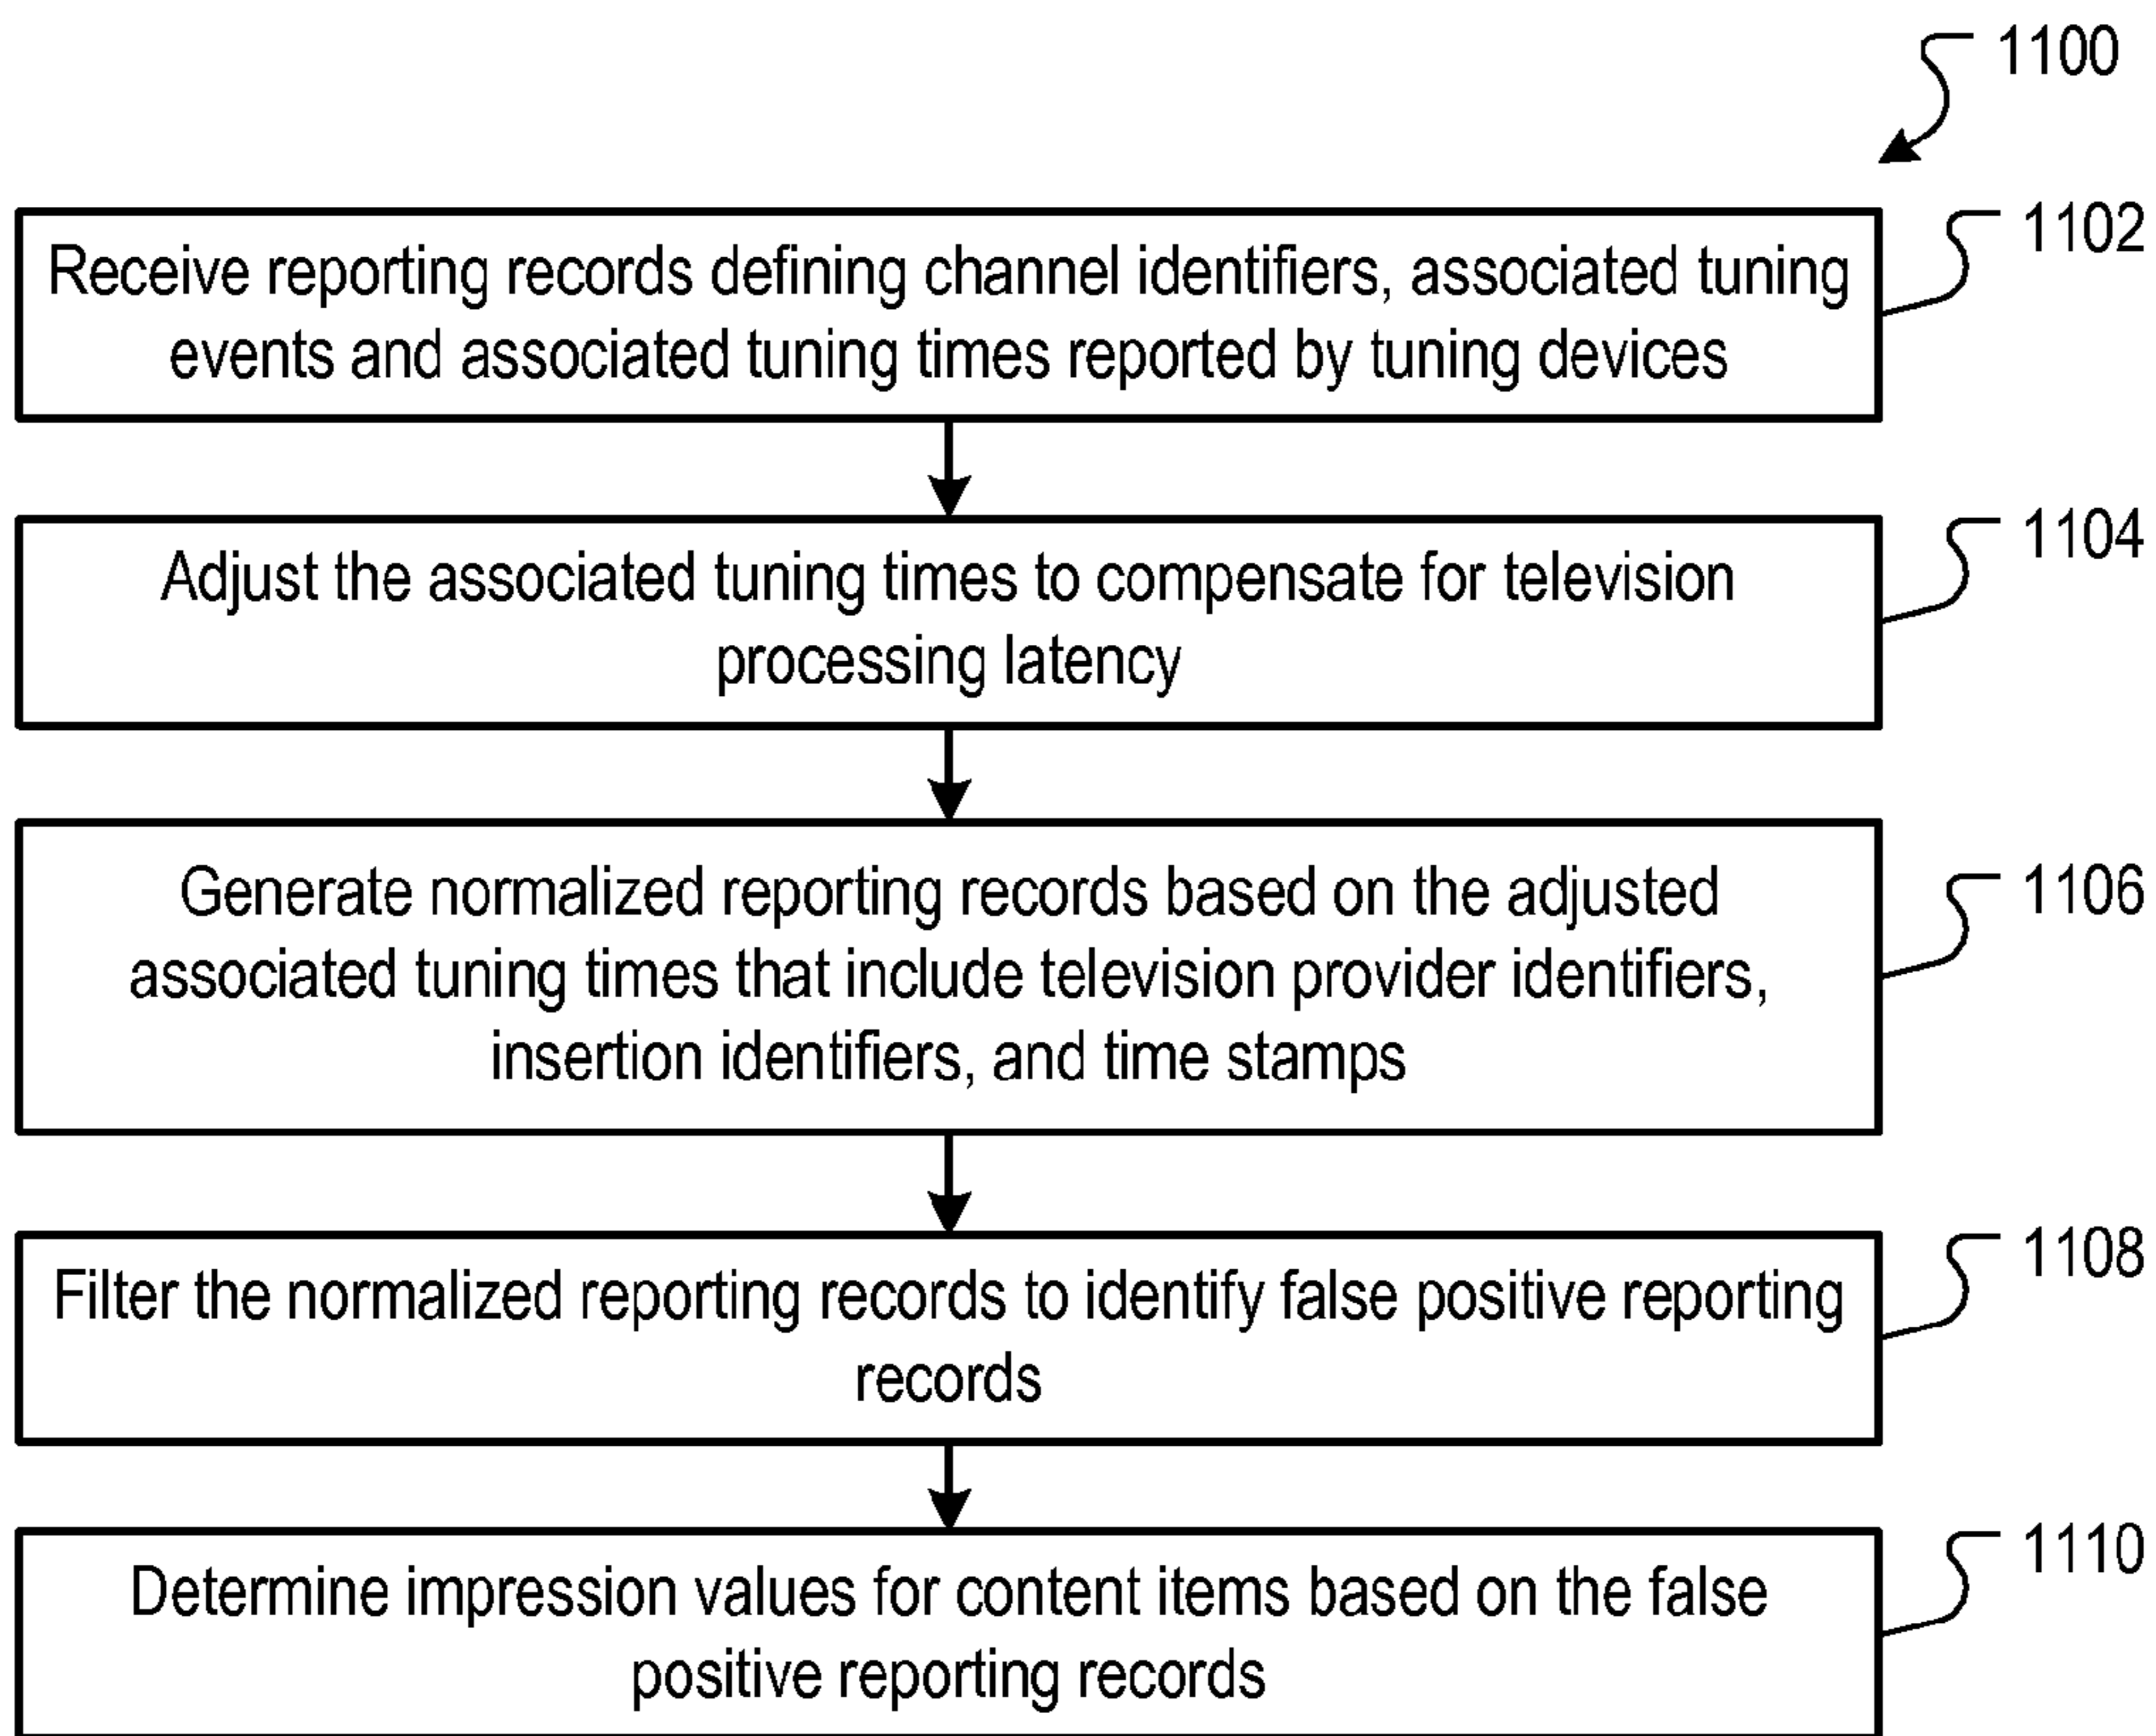 1100
1102
Receive reporting records defining channel identifiers, associated tuning
events and associated tuning times reported by tuning devices
1104
Adjust the associated tuning times to compensate for television
processing latency
1106
Generate normalized reporting records based on the adjusted
associated tuning times that include television provider identifiers,
insertion identifiers, and time stamps
1108
Filter the normalized reporting records to identify false positive reporting
records
1110
Determine impression values for content items based on the false
positive reporting records